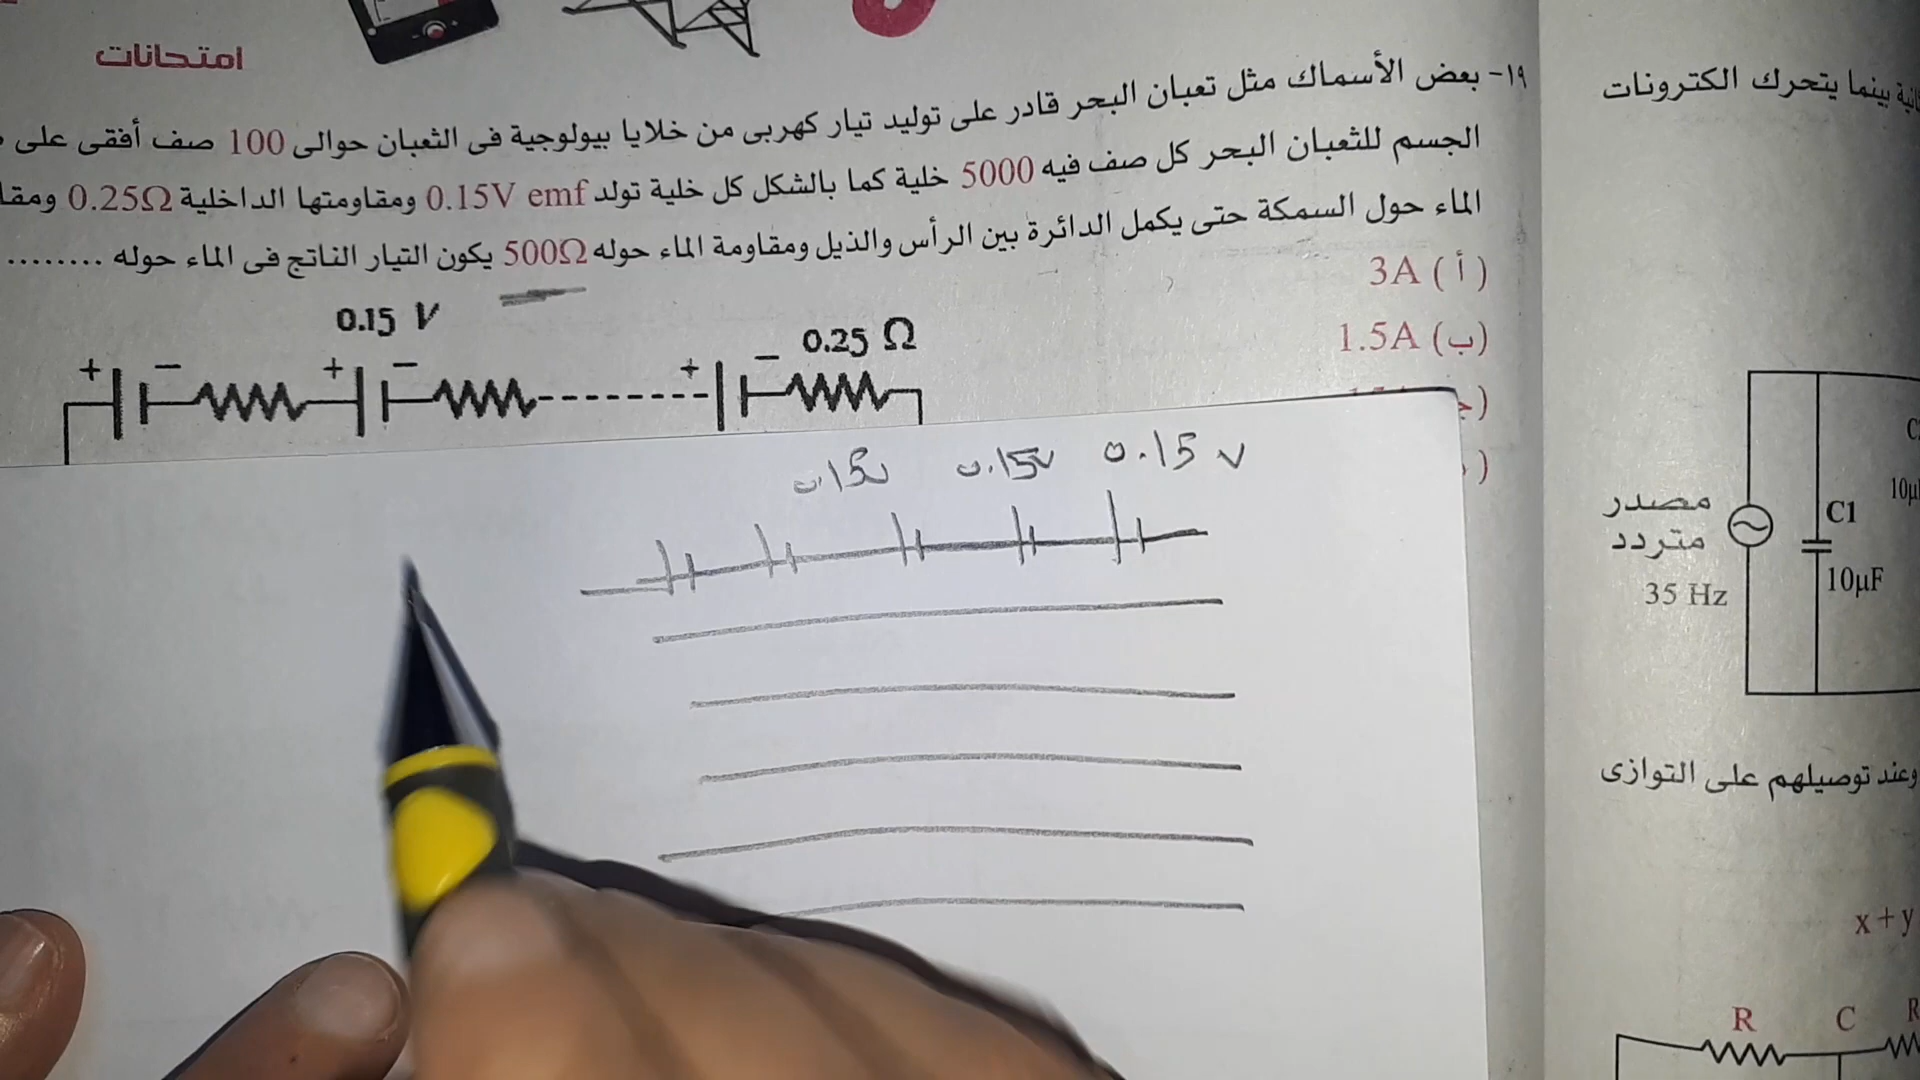 امتحانات
١٩- بعض الأسماك مثل تعبان البحر قادر على توليد تيار كهربى من خلايا بيولوجية فى الثعبان حوالى 100 صف أفقى على
الجسم للثعبان البحر كل صف فيه 5000 خلية كما بالشكل كل خلية تولد 0.15V emf ومقاومتها الداخلية 0.25Ω
الماء حول السمكة حتى يكمل الدائرة بين الرأس والذيل ومقاومة الماء حوله 500Ω يكون التيار الناتج فى الماء حوله ........
(أ) 3A
(ب) 1.5A
0.15 V
0.25 Ω
+ − + − + −
0.15v 0.15v 0.15 v
بينما يتحرك الكترونات
مصدر
متردد
35 Hz
C1
10µF
10µ
وعند توصيلهم على التوازى
x+y
R C R